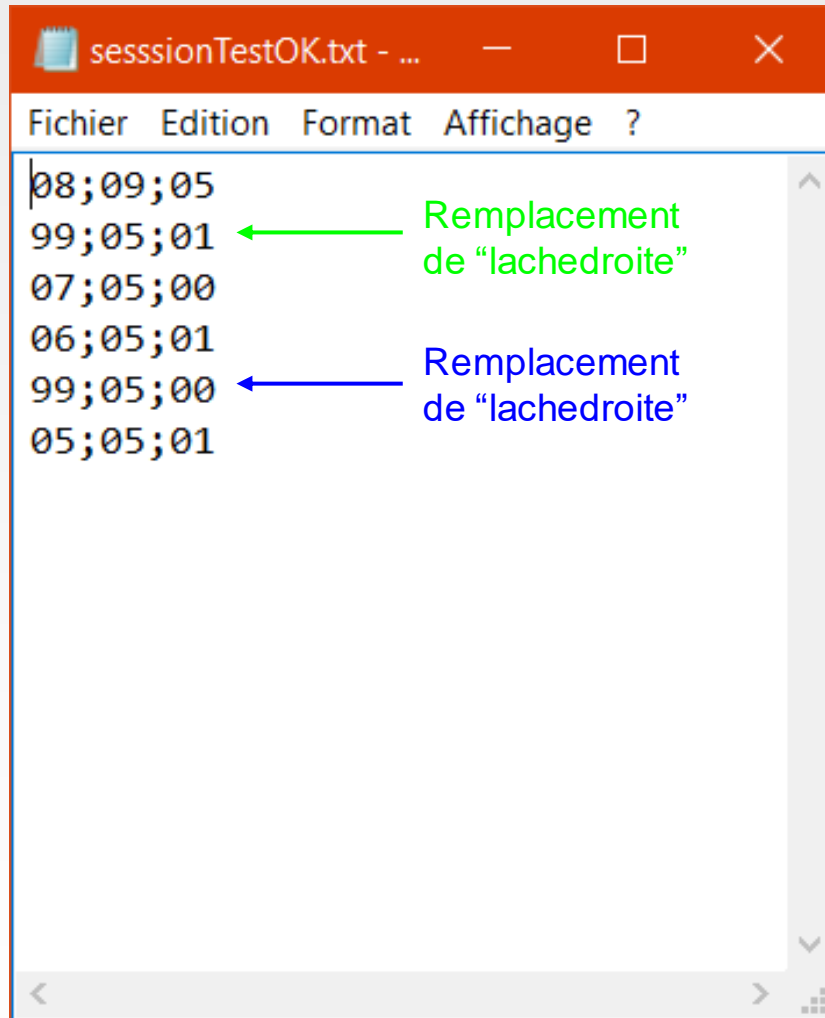 sesssionTestOK.txt - ...
Fichier Edition Format Affichage ?
08;09;05
99;05;01
Remplacement
de “lachedroite”
07;05;00
06;05;01
99;05;00
Remplacement
de “lachedroite”
05;05;01